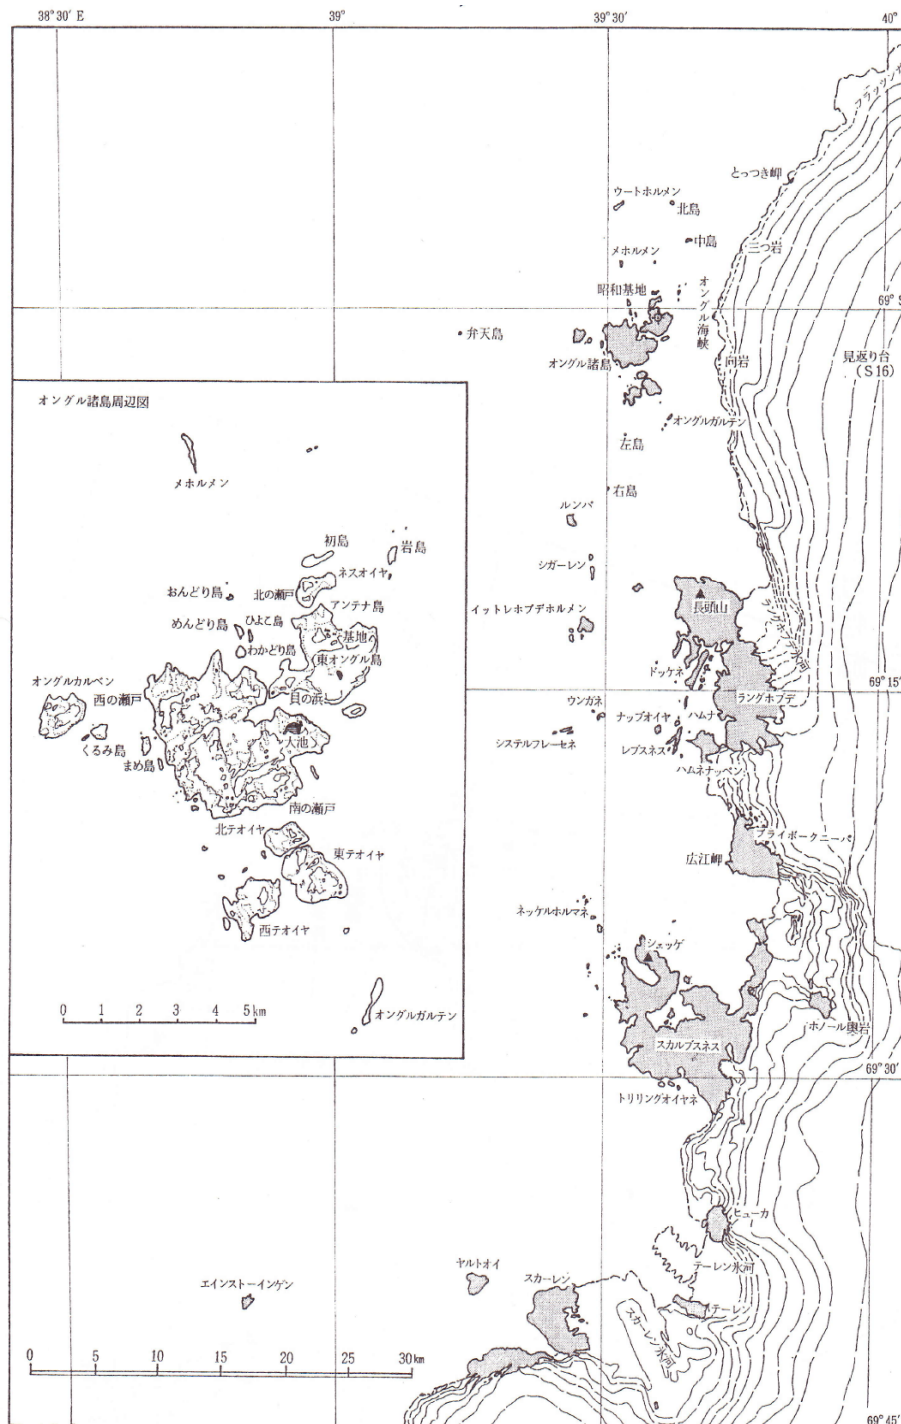 38°30′ E
39°
39°30′
40°
とっつき岬
ウートホルメン
北島
中島
三つ岩
メホルメン
昭和基地
オングル海峡
69° S
弁天島
オングル諸島
向岩
見返り台
(S16)
オングルガルテン
左島
右島
ルンパ
シガーレン
イットレホブデホルメン
長頭山
ラングホブデ氷河
ドッケネ
69°15′
ラングホブデ
ウンガネ
システルフレーセネ
ナップオイヤ
ハムナ
レプスネス
ハムネナッペン
ブライボークニーパ
広江岬
ネッケルホルマネ
シェッゲ
ホノール奥岩
スカルブスネス
69°30′
トリリングオイヤネ
ヒューカ
テーレン氷河
テーレン
ヤルトオイ
スカーレン
スカーレン氷河
エインストーインゲン
0 5 10 15 20 25 30km
69°45′
オングル諸島周辺図
メホルメン
初島
岩島
ネスオイヤ
おんどり島
北の瀬戸
アンテナ島
めんどり島
ひよこ島
基地
わかどり島
東オングル島
オングルカルベン
西の瀬戸
貝の浜
大池
くるみ島
まめ島
南の瀬戸
北テオイヤ
東テオイヤ
西テオイヤ
0 1 2 3 4 5km
オングルガルテン